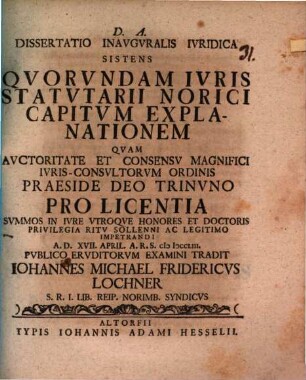 D. A.
DISSERTATIO INAVGVRALIS IVRIDICA
SISTENS
QVORVNDAM IVRIS
STATVTARII NORICI
CAPITVM EXPLA-
NATIONEM
QVAM
AVCTORITATE ET CONSENSV MAGNIFICI
IVRIS-CONSVLTORVM ORDINIS
PRAESIDE DEO TRINVNO
PRO LICENTIA
SVMMOS IN IVRE VTROQVE HONORES ET DOCTORIS
PRIVILEGIA RITV SOLLENNI AC LEGITIMO
IMPETRANDI
A. D. XVII. APRIL. A. R. S.
PVBLICO ERVDITORVM EXAMINI TRADIT
IOHANNES MICHAEL FRIDERICVS
LOCHNER
S. R. I. LIB. REIP. NORIMB. SYNDICVS
ALTORFII
TYPIS IOHANNIS ADAMI HESSELII.